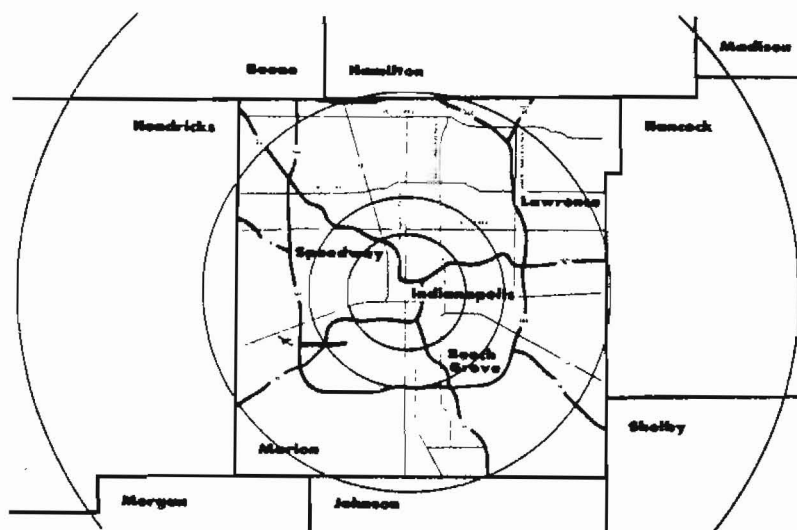 Madison
Boone
Hamilton
Hendricks
Hancock
Lawrence
Speedway
Indianapolis
Beech
Grove
Marion
Shelby
Morgan
Johnson